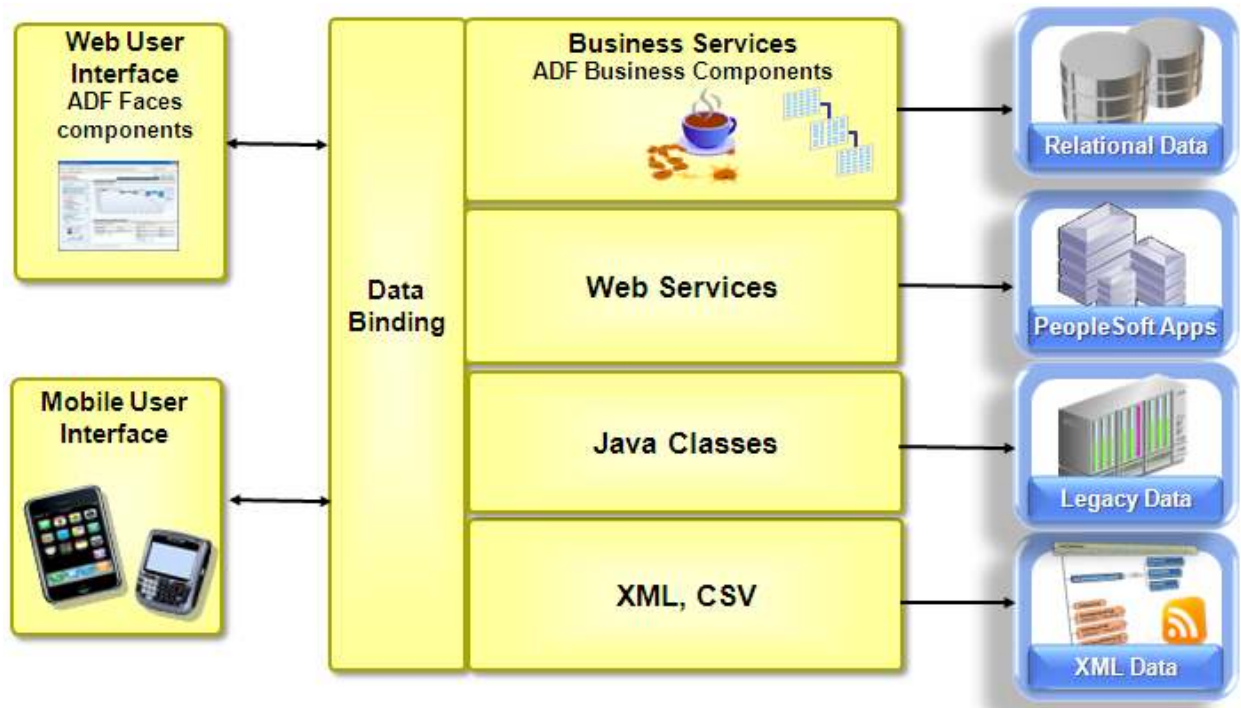 Web User
Interface
ADF Faces
components
Mobile User
Interface
Data
Binding
Business Services
ADF Business Components
Web Services
Java Classes
XML, CSV
Relational Data
PeopleSoft Apps
Legacy Data
XML Data